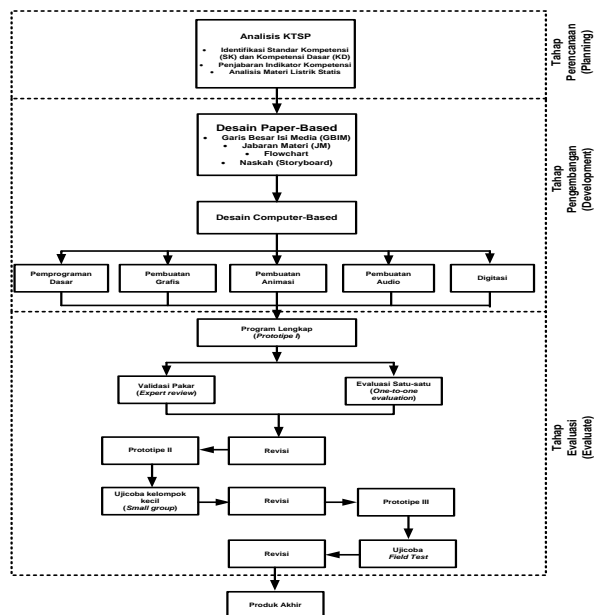 Analisis KTSP
• Identifikasi Standar Kompetensi
(SK) dan Kompetensi Dasar (KD)
• Penjabaran Indikator Kompetensi
• Analisis Materi Listrik Statis
Tahap
Perencanaan
(Planning)
Desain Paper-Based
• Garis Besar Isi Media (GBIM)
• Jabaran Materi (JM)
• Flowchart
• Naskah (Storyboard)
Desain Computer-Based
Tahap
Pengembangan
(Development)
Pemprograman
Dasar
Pembuatan
Grafis
Pembuatan
Animasi
Pembuatan
Audio
Digitasi
Program Lengkap
(Prototipe I)
Validasi Pakar
(Expert review)
Evaluasi Satu-satu
(One-to-one
evaluation)
Tahap
Evaluasi
(Evaluate)
Prototipe II
Revisi
Ujicoba kelompok
kecil
(Small group)
Revisi
Prototipe III
Revisi
Ujicoba
Field Test
Produk Akhir